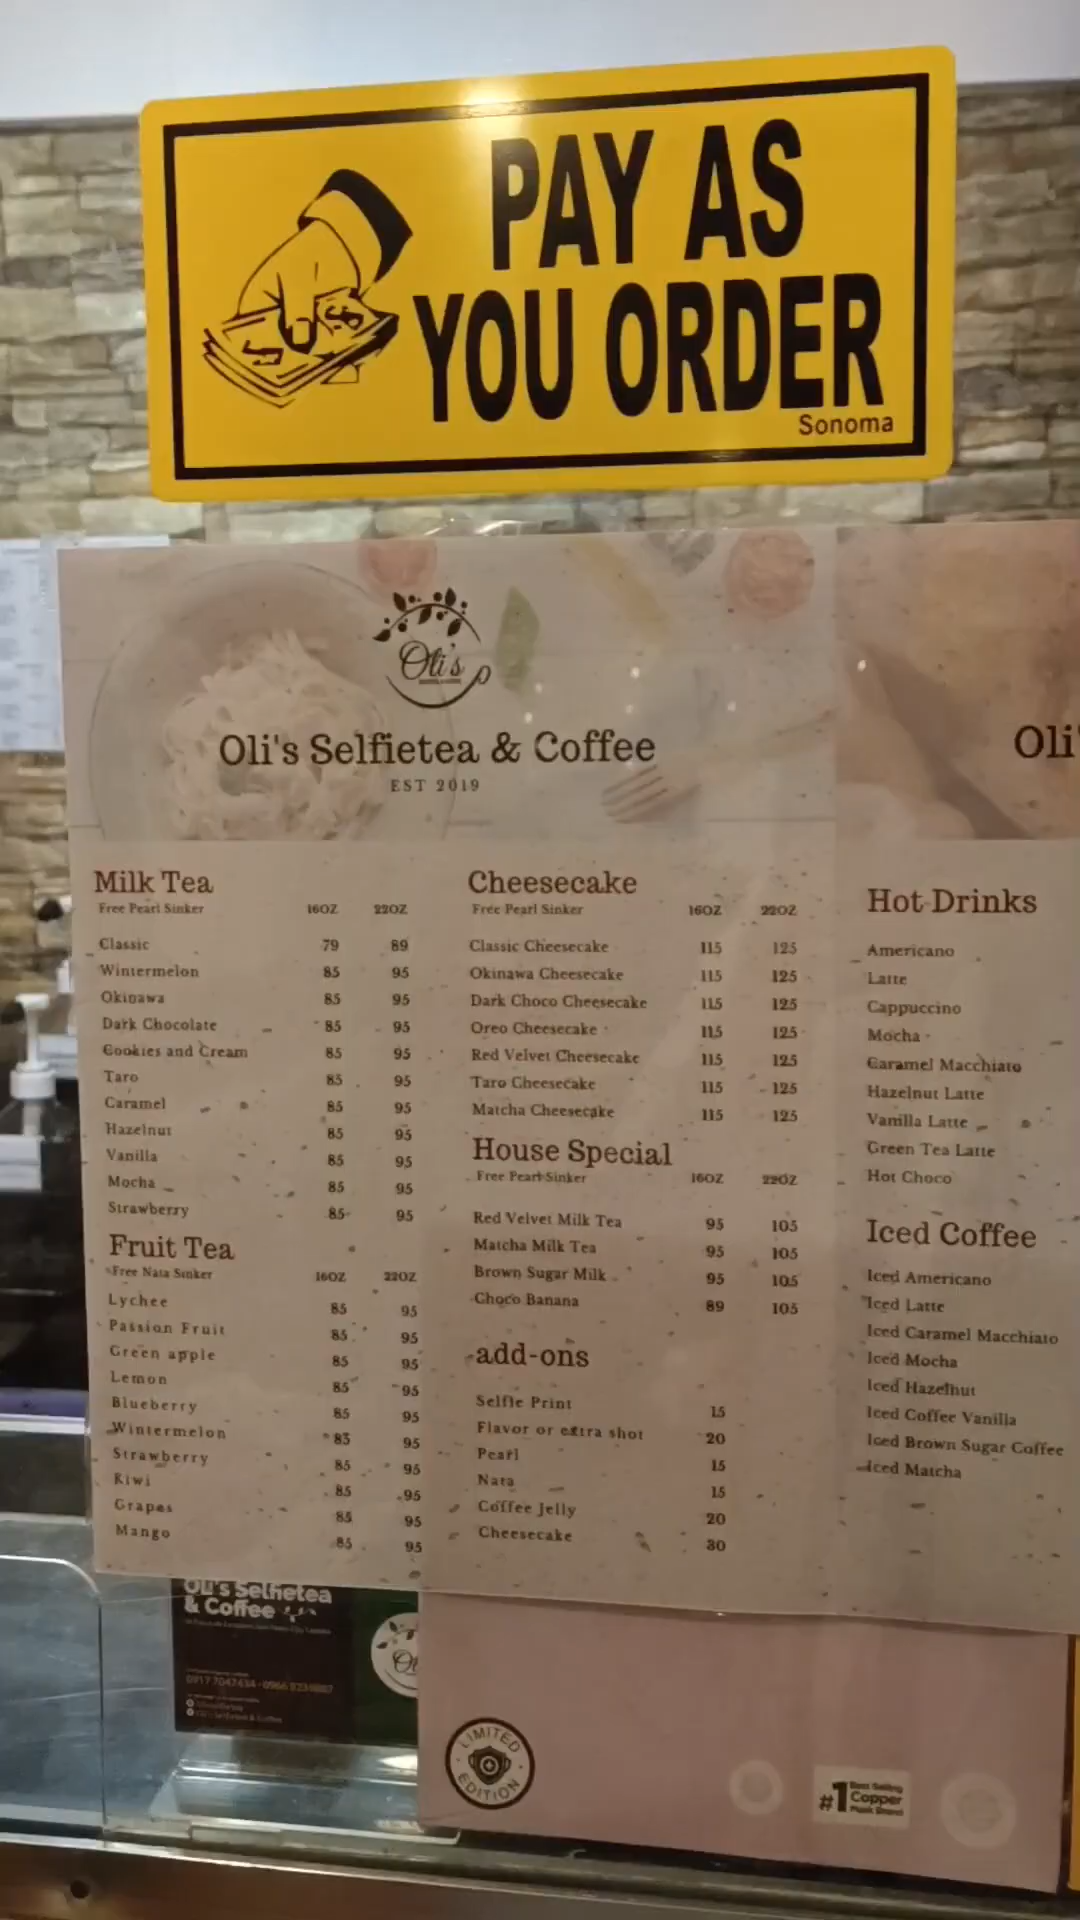 PAY AS
YOU ORDER
Sonoma
Oli's
Oli's Selfietea & Coffee
EST 2019
Oli'
Milk Tea
Free Pearl Sinker 16OZ 22OZ
Classic 79 89
Wintermelon 85 95
Okinawa 85 95
Dark Chocolate 85 95
Cookies and Cream 85 95
Taro 85 95
Caramel 85 95
Hazelnut 85 95
Vanilla 85 95
Mocha 85 95
Strawberry 85 95
Fruit Tea
Free Nata Sinker 16OZ 22OZ
Lychee 85 95
Passion Fruit 85 95
Green apple 85 95
Lemon 85 95
Blueberry 85 95
Wintermelon 85 95
Strawberry 85 95
Kiwi 85 95
Grapes 85 95
Mango 85 95
Cheesecake
Free Pearl Sinker 16OZ 22OZ
Classic Cheesecake 115 125
Okinawa Cheesecake 115 125
Dark Choco Cheesecake 115 125
Oreo Cheesecake 115 125
Red Velvet Cheesecake 115 125
Taro Cheesecake 115 125
Matcha Cheesecake 115 125
House Special
Free Pearl Sinker 16OZ 22OZ
Red Velvet Milk Tea 95 105
Matcha Milk Tea 95 105
Brown Sugar Milk 95 105
Choco Banana 89 105
add-ons
Selfie Print 15
Flavor or extra shot 20
Pearl 15
Nata 15
Coffee Jelly 20
Cheesecake 30
Hot Drinks
Americano
Latte
Cappuccino
Mocha
Caramel Macchiato
Hazelnut Latte
Vanilla Latte
Green Tea Latte
Hot Choco
Iced Coffee
Iced Americano
Iced Latte
Iced Caramel Macchiato
Iced Mocha
Iced Hazelnut
Iced Coffee Vanilla
Iced Brown Sugar Coffee
Iced Matcha
Oli's Selfietea
& Coffee
0917 7047434
LIMITED
EDITION
#1 Best Selling
Copper
Mask Brand